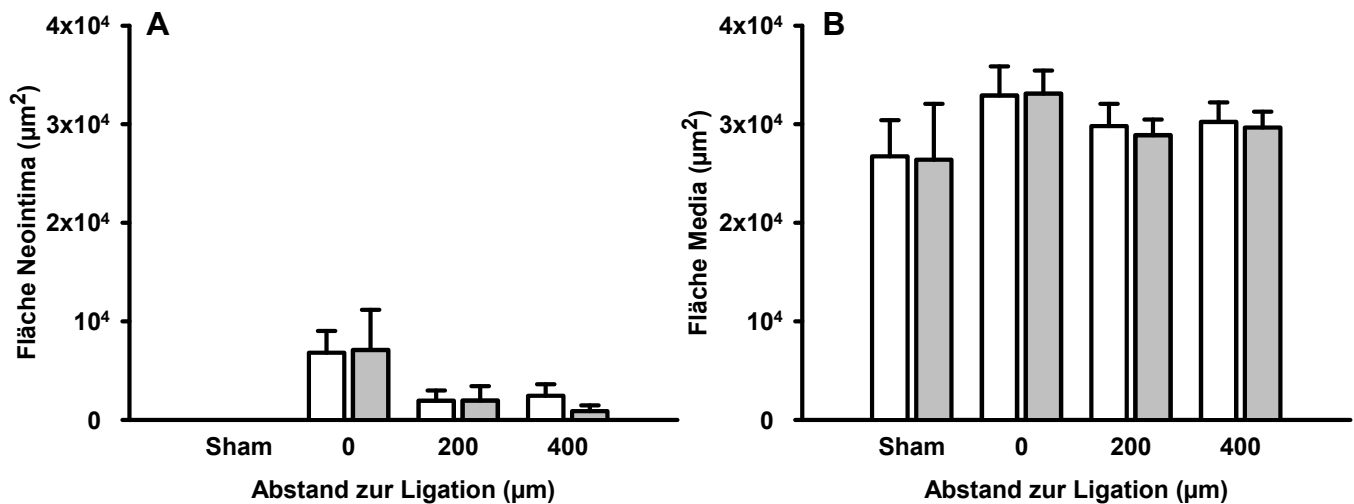 A
Fläche Neointima (µm²)
4x10⁴
3x10⁴
2x10⁴
10⁴
0
Sham 0 200 400
Abstand zur Ligation (µm)
B
Fläche Media (µm²)
4x10⁴
3x10⁴
2x10⁴
10⁴
0
Sham 0 200 400
Abstand zur Ligation (µm)